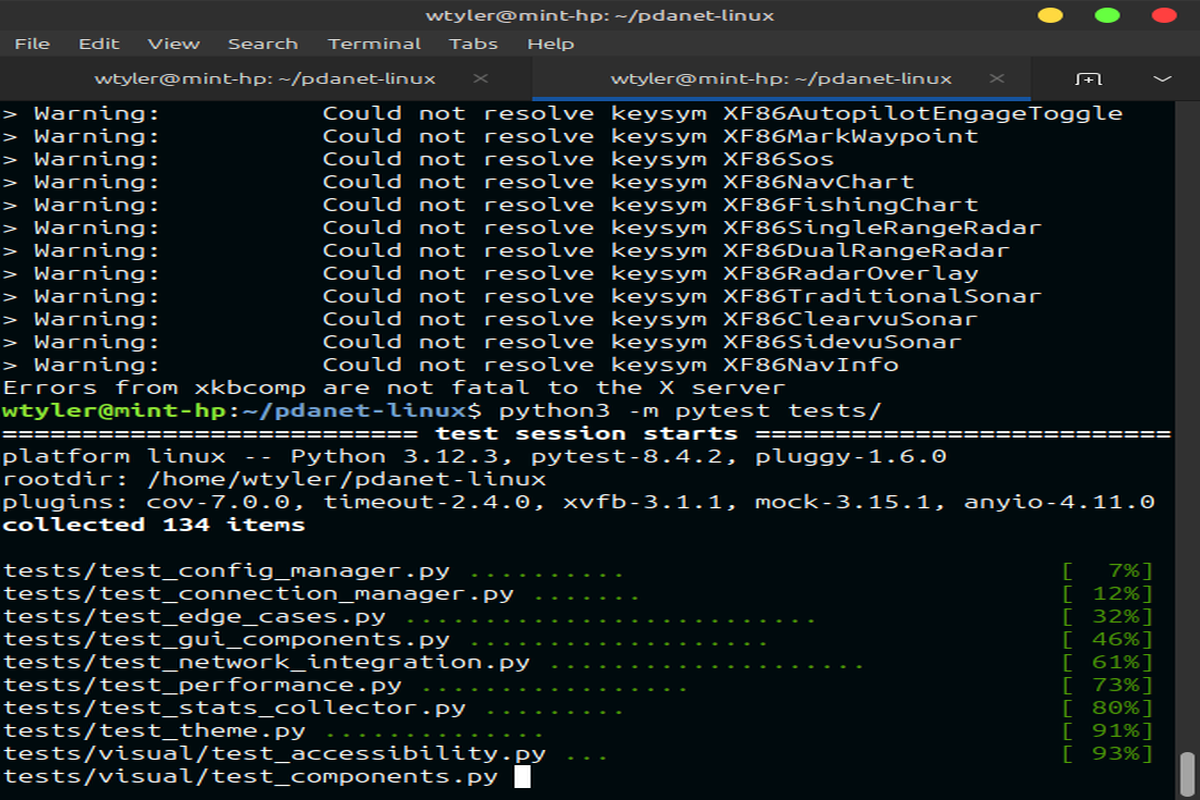 wtyler@mint-hp: ~/pdanet-linux
File Edit View Search Terminal Tabs Help
wtyler@mint-hp: ~/pdanet-linux × wtyler@mint-hp: ~/pdanet-linux ×
> Warning:          Could not resolve keysym XF86AutopilotEngageToggle
> Warning:          Could not resolve keysym XF86MarkWaypoint
> Warning:          Could not resolve keysym XF86Sos
> Warning:          Could not resolve keysym XF86NavChart
> Warning:          Could not resolve keysym XF86FishingChart
> Warning:          Could not resolve keysym XF86SingleRangeRadar
> Warning:          Could not resolve keysym XF86DualRangeRadar
> Warning:          Could not resolve keysym XF86RadarOverlay
> Warning:          Could not resolve keysym XF86TraditionalSonar
> Warning:          Could not resolve keysym XF86ClearvuSonar
> Warning:          Could not resolve keysym XF86SidevuSonar
> Warning:          Could not resolve keysym XF86NavInfo
Errors from xkbcomp are not fatal to the X server
wtyler@mint-hp:~/pdanet-linux$ python3 -m pytest tests/
========================== test session starts ==========================
platform linux -- Python 3.12.3, pytest-8.4.2, pluggy-1.6.0
rootdir: /home/wtyler/pdanet-linux
plugins: cov-7.0.0, timeout-2.4.0, xvfb-3.1.1, mock-3.15.1, anyio-4.11.0
collected 134 items
tests/test_config_manager.py .......... [  7%]
tests/test_connection_manager.py ....... [ 12%]
tests/test_edge_cases.py .......................... [ 32%]
tests/test_gui_components.py ................... [ 46%]
tests/test_network_integration.py .................... [ 61%]
tests/test_performance.py ................. [ 73%]
tests/test_stats_collector.py ......... [ 80%]
tests/test_theme.py .............. [ 91%]
tests/visual/test_accessibility.py ... [ 93%]
tests/visual/test_components.py